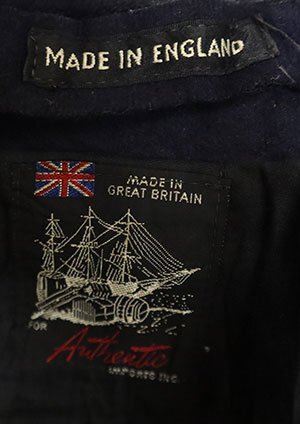 MADE IN ENGLAND
MADE IN
GREAT BRITAIN
FOR
Authentic
IMPORTS INC.